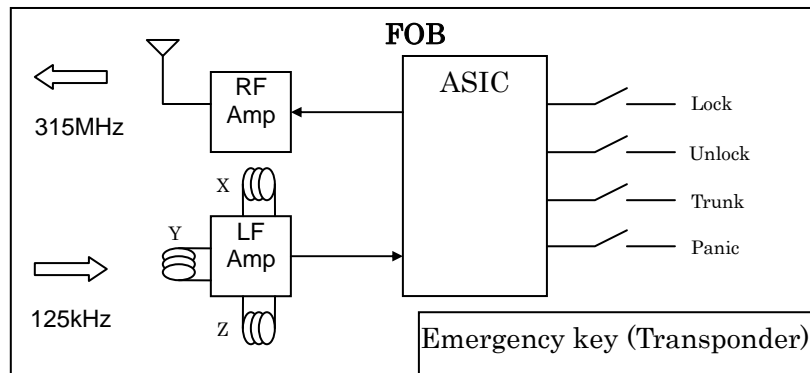 FOB
RF
Amp
ASIC
315MHz
Lock
Unlock
Trunk
Panic
X
Y
LF
Amp
Z
125kHz
Emergency key (Transponder)